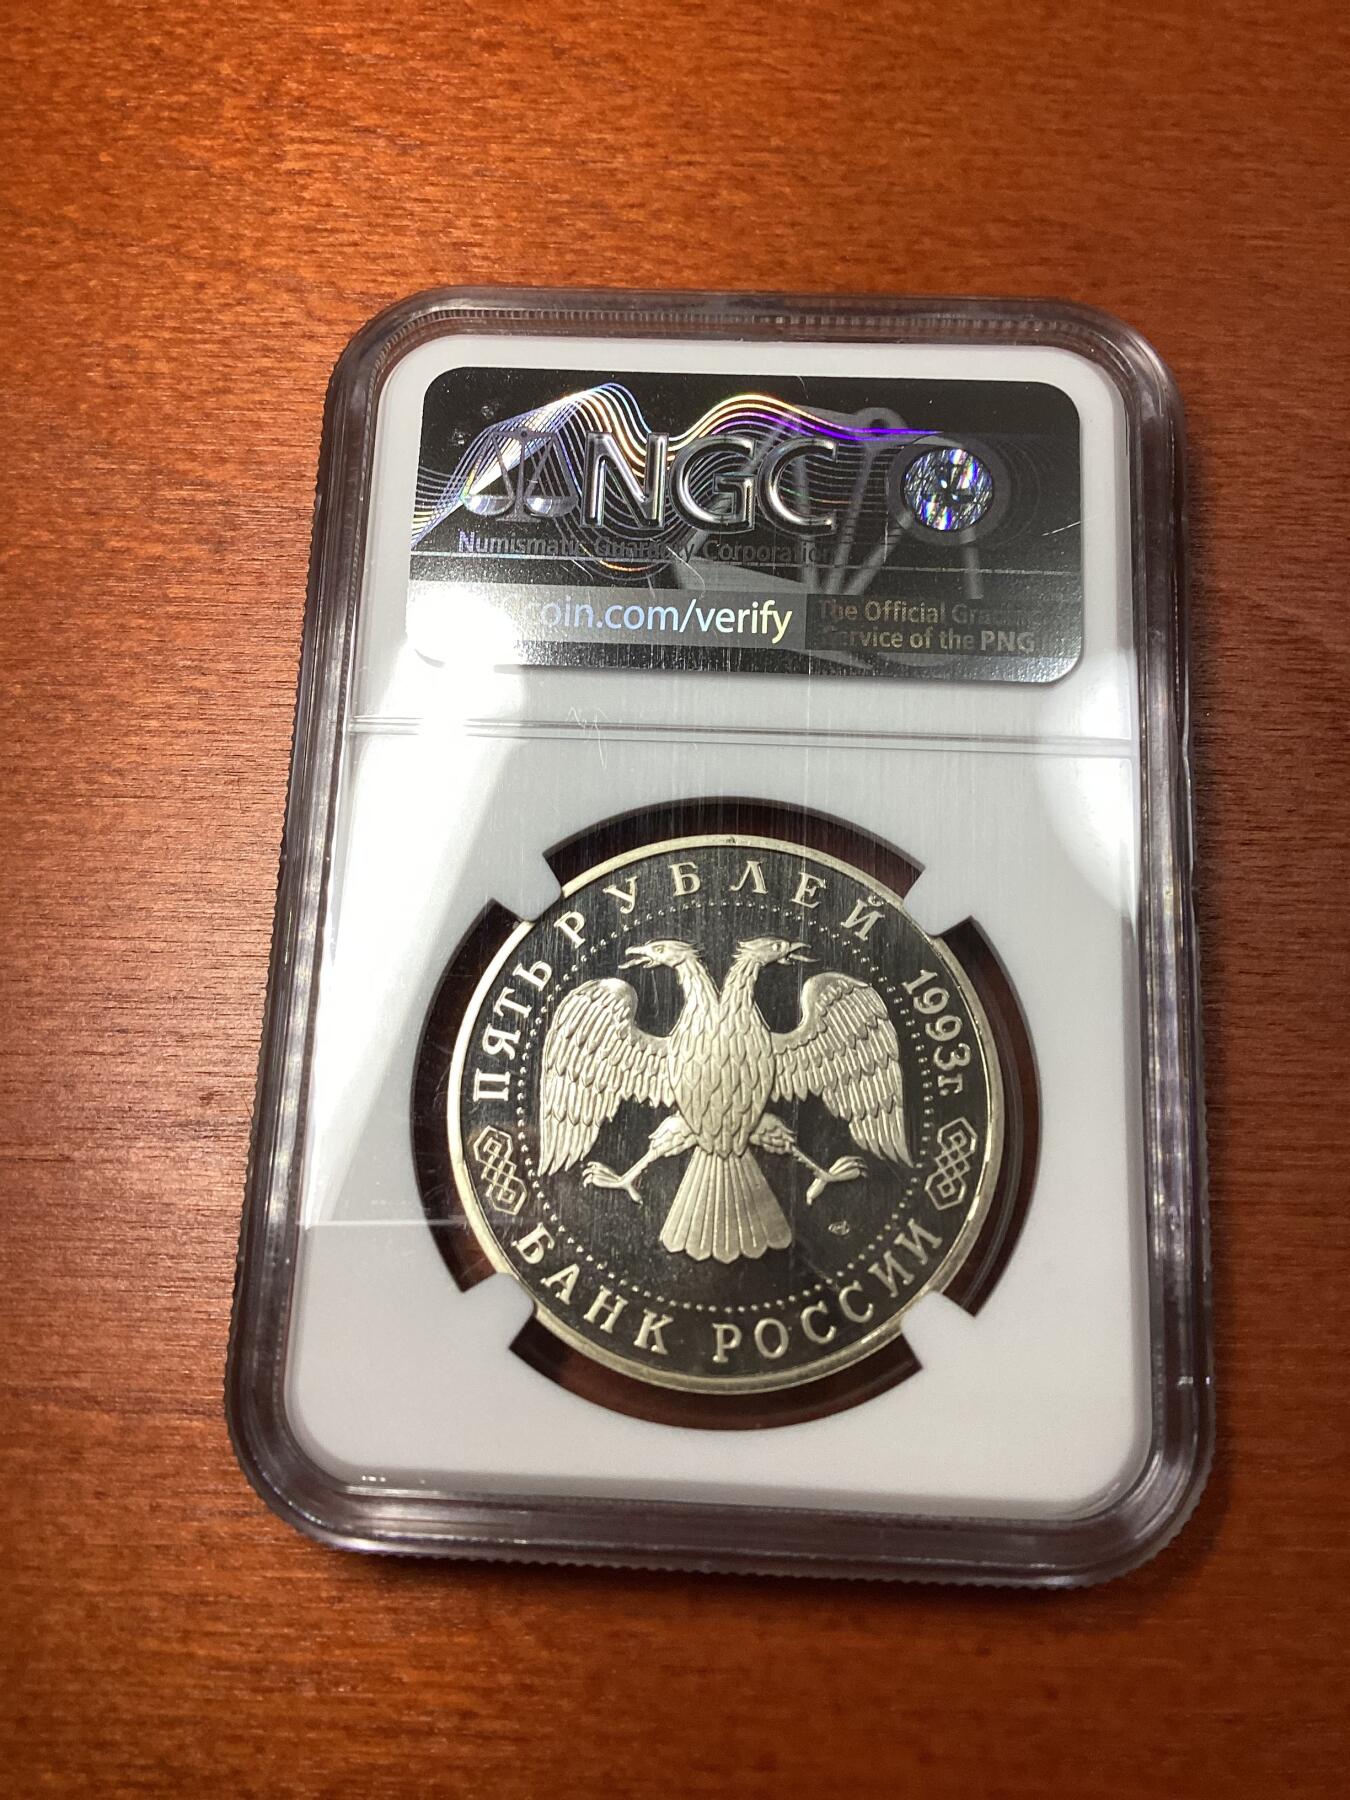 NGC
Numismatic Guaranty Corporation
coin.com/verify
The Official Grading
Service of the PNG
ПЯТЬ РУБЛЕЙ 1993г.
БАНК РОССИИ